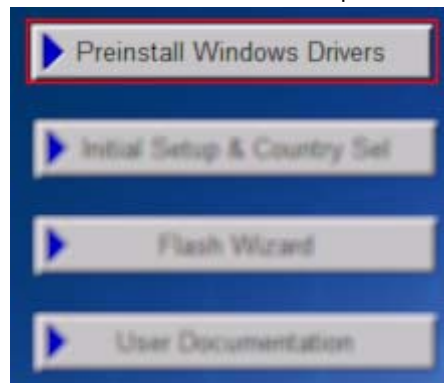 Preinstall Windows Drivers
Initial Setup & Country Sel
Flash Wizard
User Documentation